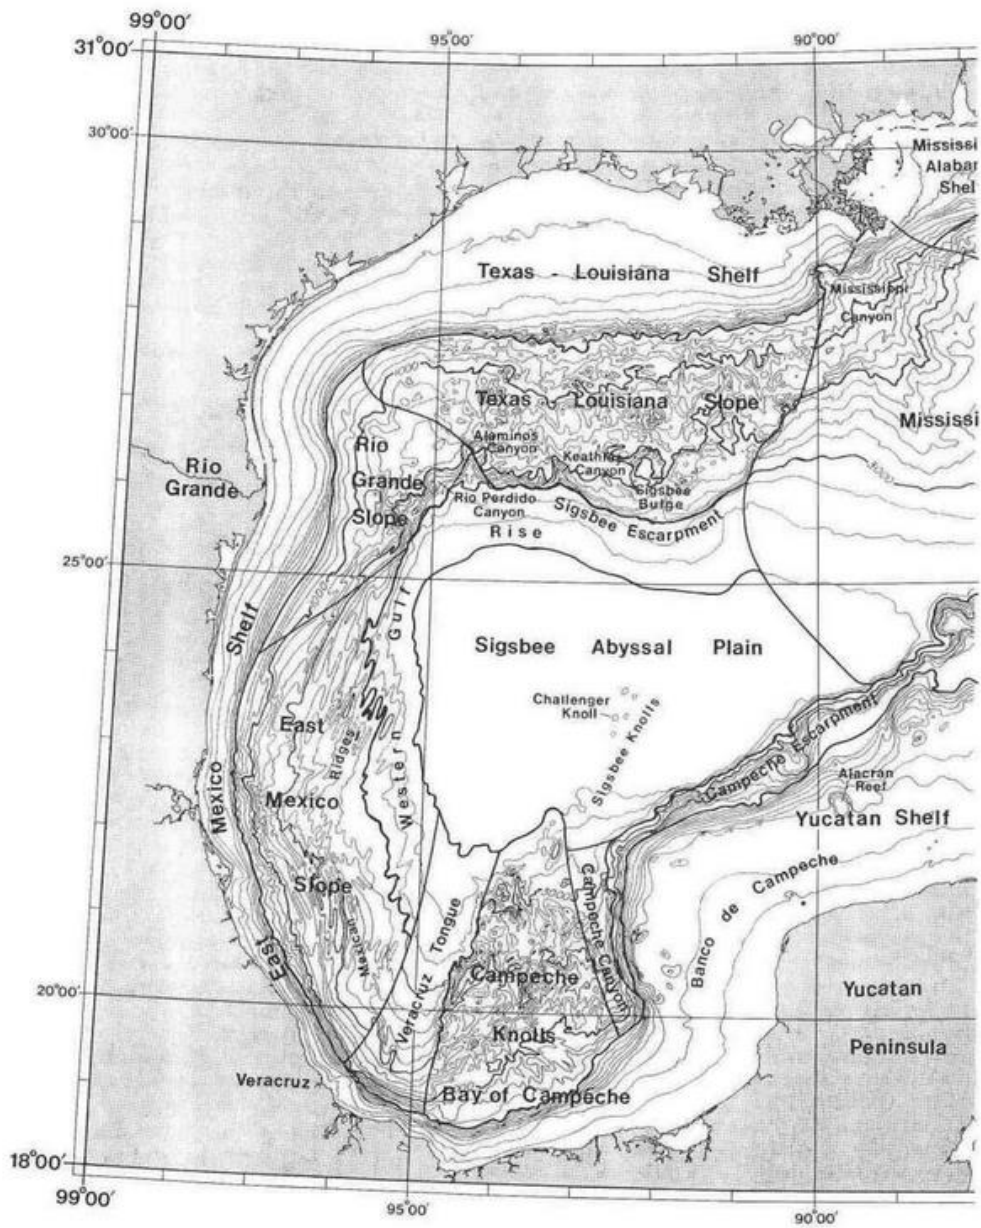 99°00'
95°00'
90°00'
31°00'
30°00'
Mississi
Alabar
Shel
Texas - Louisiana Shelf
Mississippi
Canyon
Texas Louisiana Slope
Mississi
Rio
Grande
Slope
Alaminos
Canyon
Keathley
Canyon
Rio
Grande
Sigsbee
Bulge
Rio Perdido
Canyon
Sigsbee Escarpment
3000
Rise
25°00'
Western Gulf
Sigsbee Abyssal Plain
Challenger
Knoll
Sigsbee Knolls
East Mexico Shelf
East
Mexico
Slope
Mexican Ridges
Campeche Escarpment
Alacran
Reef
Yucatan Shelf
Banco de Campeche
Veracruz Tongue
Campeche
Knolls
Campeche Canyon
20°00'
Yucatan
Peninsula
Veracruz
Bay of Campeche
18°00'
99°00'
95°00'
90°00'